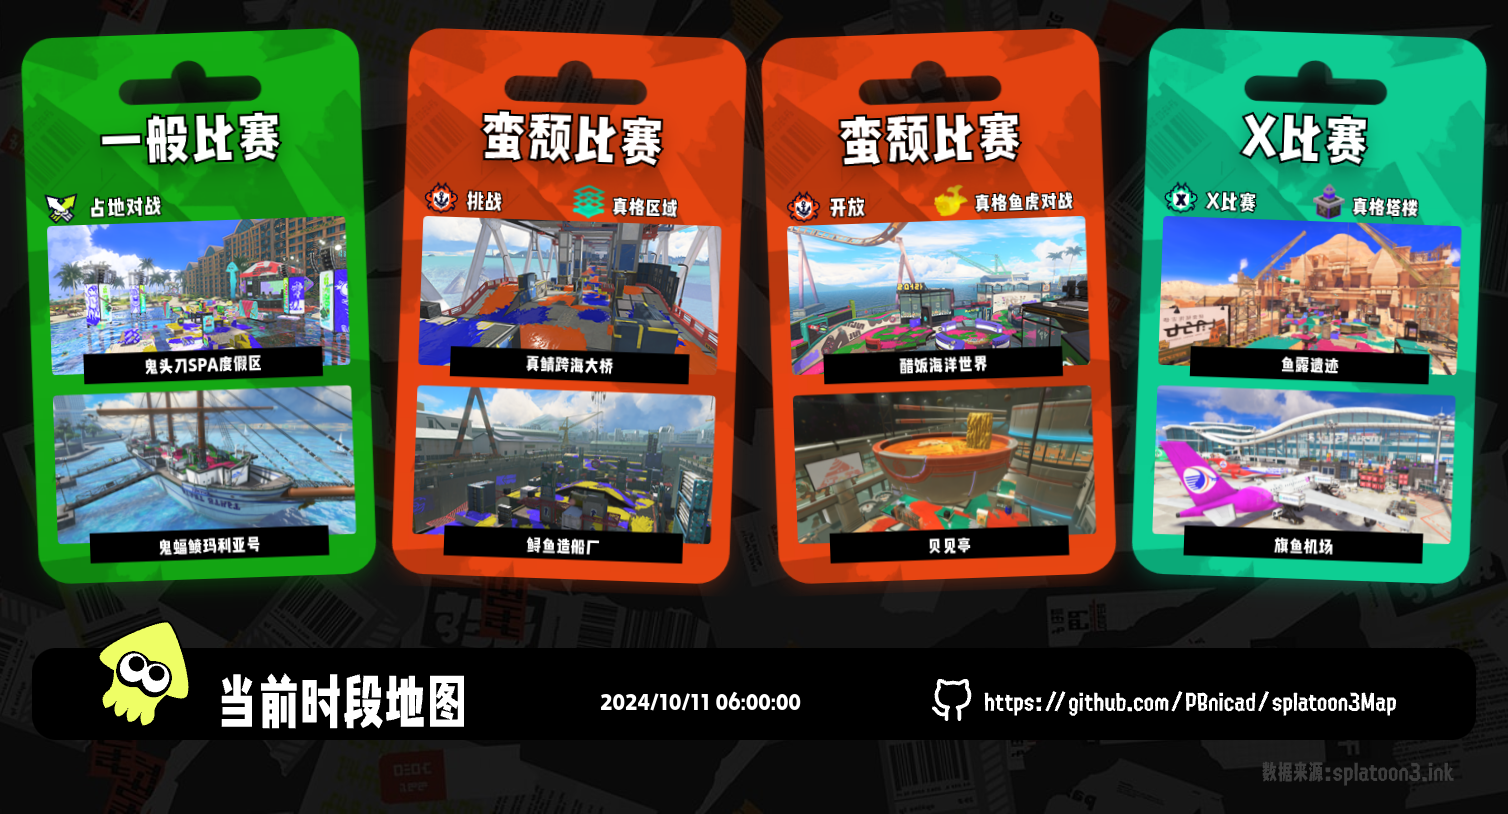 一般比赛
占地对战
鬼头刀SPA度假区
鬼蝠鲼玛利亚号
蛮颓比赛
挑战
真格区域
真鲭跨海大桥
鲟鱼造船厂
蛮颓比赛
开放
真格鱼虎对战
醋饭海洋世界
贝见亭
X比赛
X比赛
真格塔楼
鱼露遗迹
旗鱼机场
当前时段地图
2024/10/11 06:00:00
https://github.com/PBnicad/splatoon3Map
数据来源:splatoon3.ink